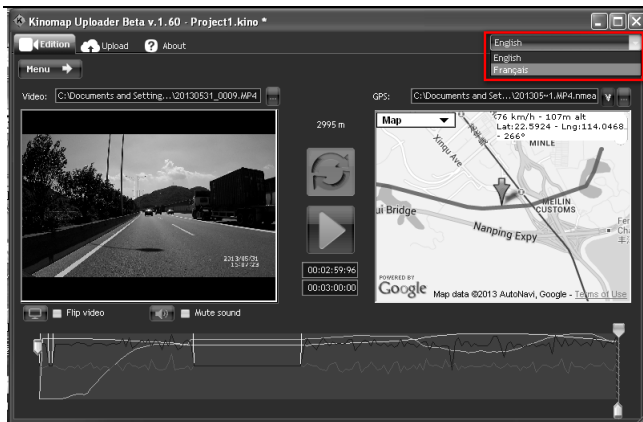 Kinomap Uploader Beta v.1.60 - Project1.kino *
Edition Upload ? About
English
English
Français
Menu
Video: C:\Documents and Setting...\20130531_0009.MP4
GPS: C:\Documents and Set...\201305~1.MP4.nmea
2995 m
Map
76 km/h - 107m alt
Lat:22.5924 - Lng:114.0468..
- 266°
MINLE
Xinqu Ave
MEILIN
CUSTOMS
ui Bridge
Nanping Expy
2013/05/31
15:07:23
00:02:59:96
00:03:00:00
POWERED BY
Google
Map data ©2013 AutoNavi, Google - Terms of Use
Flip video
Mute sound